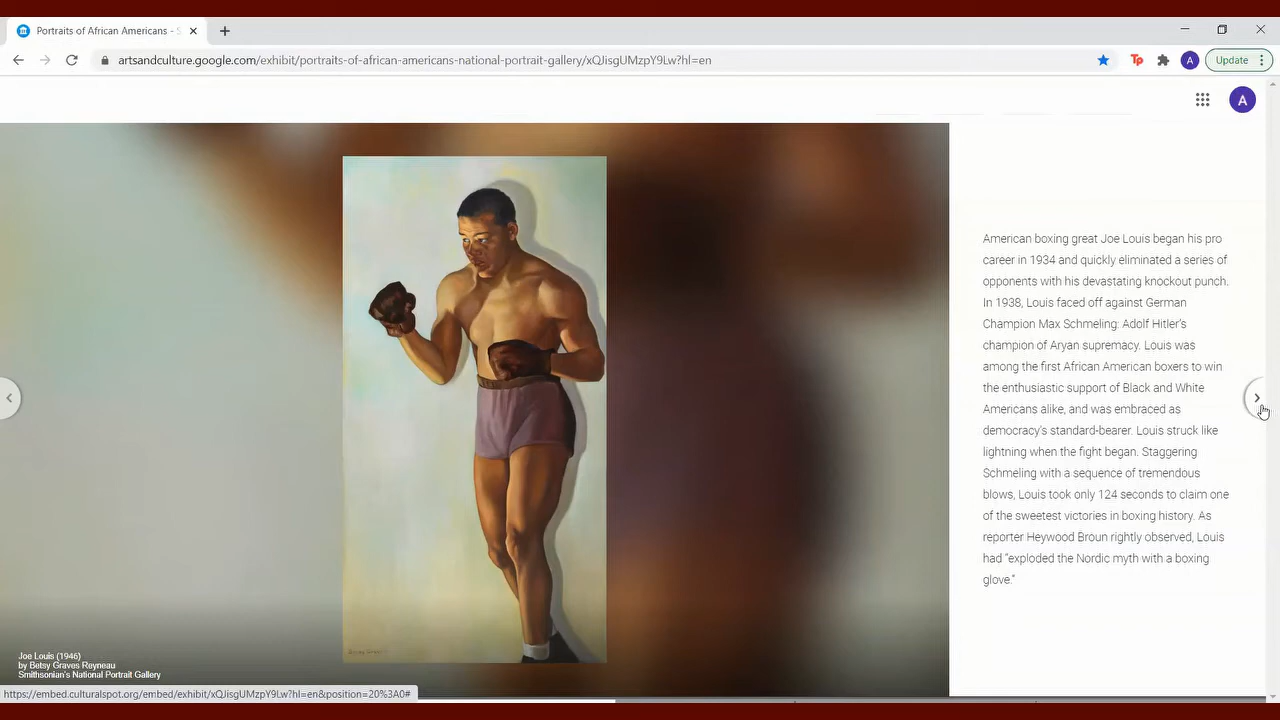 Portraits of African Americans - S
artsandculture.google.com/exhibit/portraits-of-african-americans-national-portrait-gallery/xQJisgUMzpY9Lw?hl=en
Tp
A
Update
A
American boxing great Joe Louis began his pro
career in 1934 and quickly eliminated a series of
opponents with his devastating knockout punch.
In 1938, Louis faced off against German
Champion Max Schmeling: Adolf Hitler's
champion of Aryan supremacy. Louis was
among the first African American boxers to win
the enthusiastic support of Black and White
Americans alike, and was embraced as
democracy's standard-bearer. Louis struck like
lightning when the fight began. Staggering
Schmeling with a sequence of tremendous
blows, Louis took only 124 seconds to claim one
of the sweetest victories in boxing history. As
reporter Heywood Broun rightly observed, Louis
had "exploded the Nordic myth with a boxing
glove."
Joe Louis (1946)
by Betsy Graves Reyneau
Smithsonian's National Portrait Gallery
https://embed.culturalspot.org/embed/exhibit/xQJisgUMzpY9Lw?hl=en&position=20%3A0#